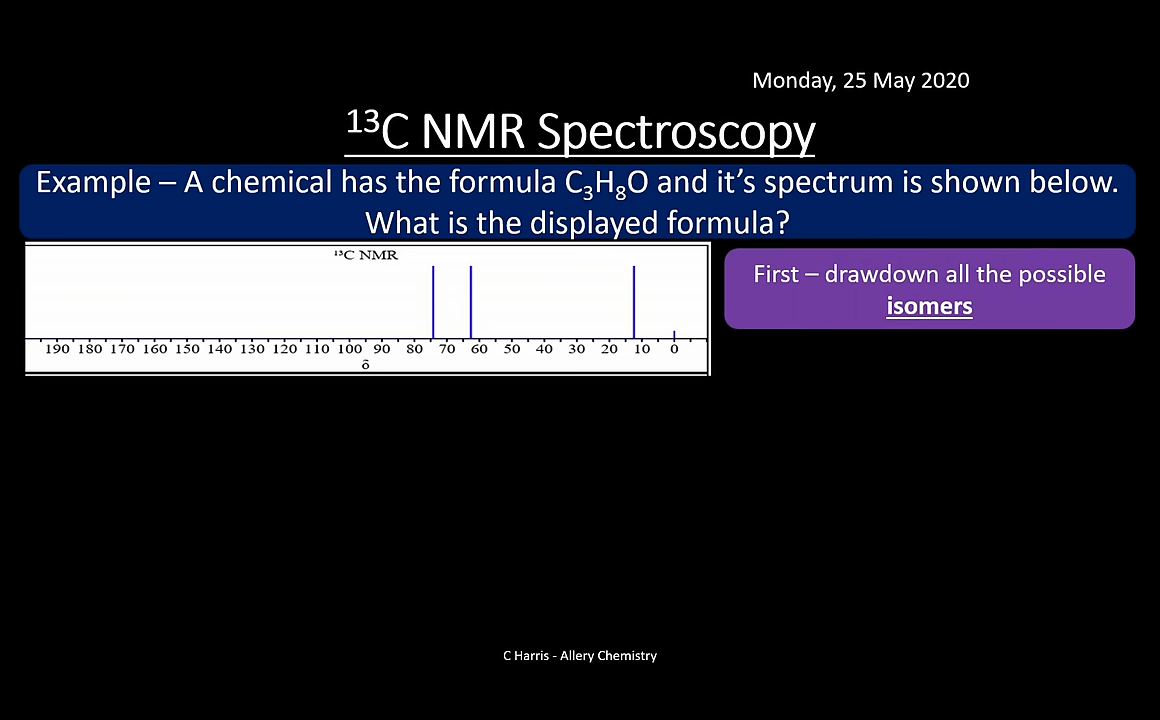 Monday, 25 May 2020
¹³C NMR Spectroscopy
Example – A chemical has the formula C₃H₈O and it’s spectrum is shown below.
What is the displayed formula?
¹³C NMR
190 180 170 160 150 140 130 120 110 100 90 80 70 60 50 40 30 20 10 0
δ
First – drawdown all the possible
isomers
C Harris - Allery Chemistry